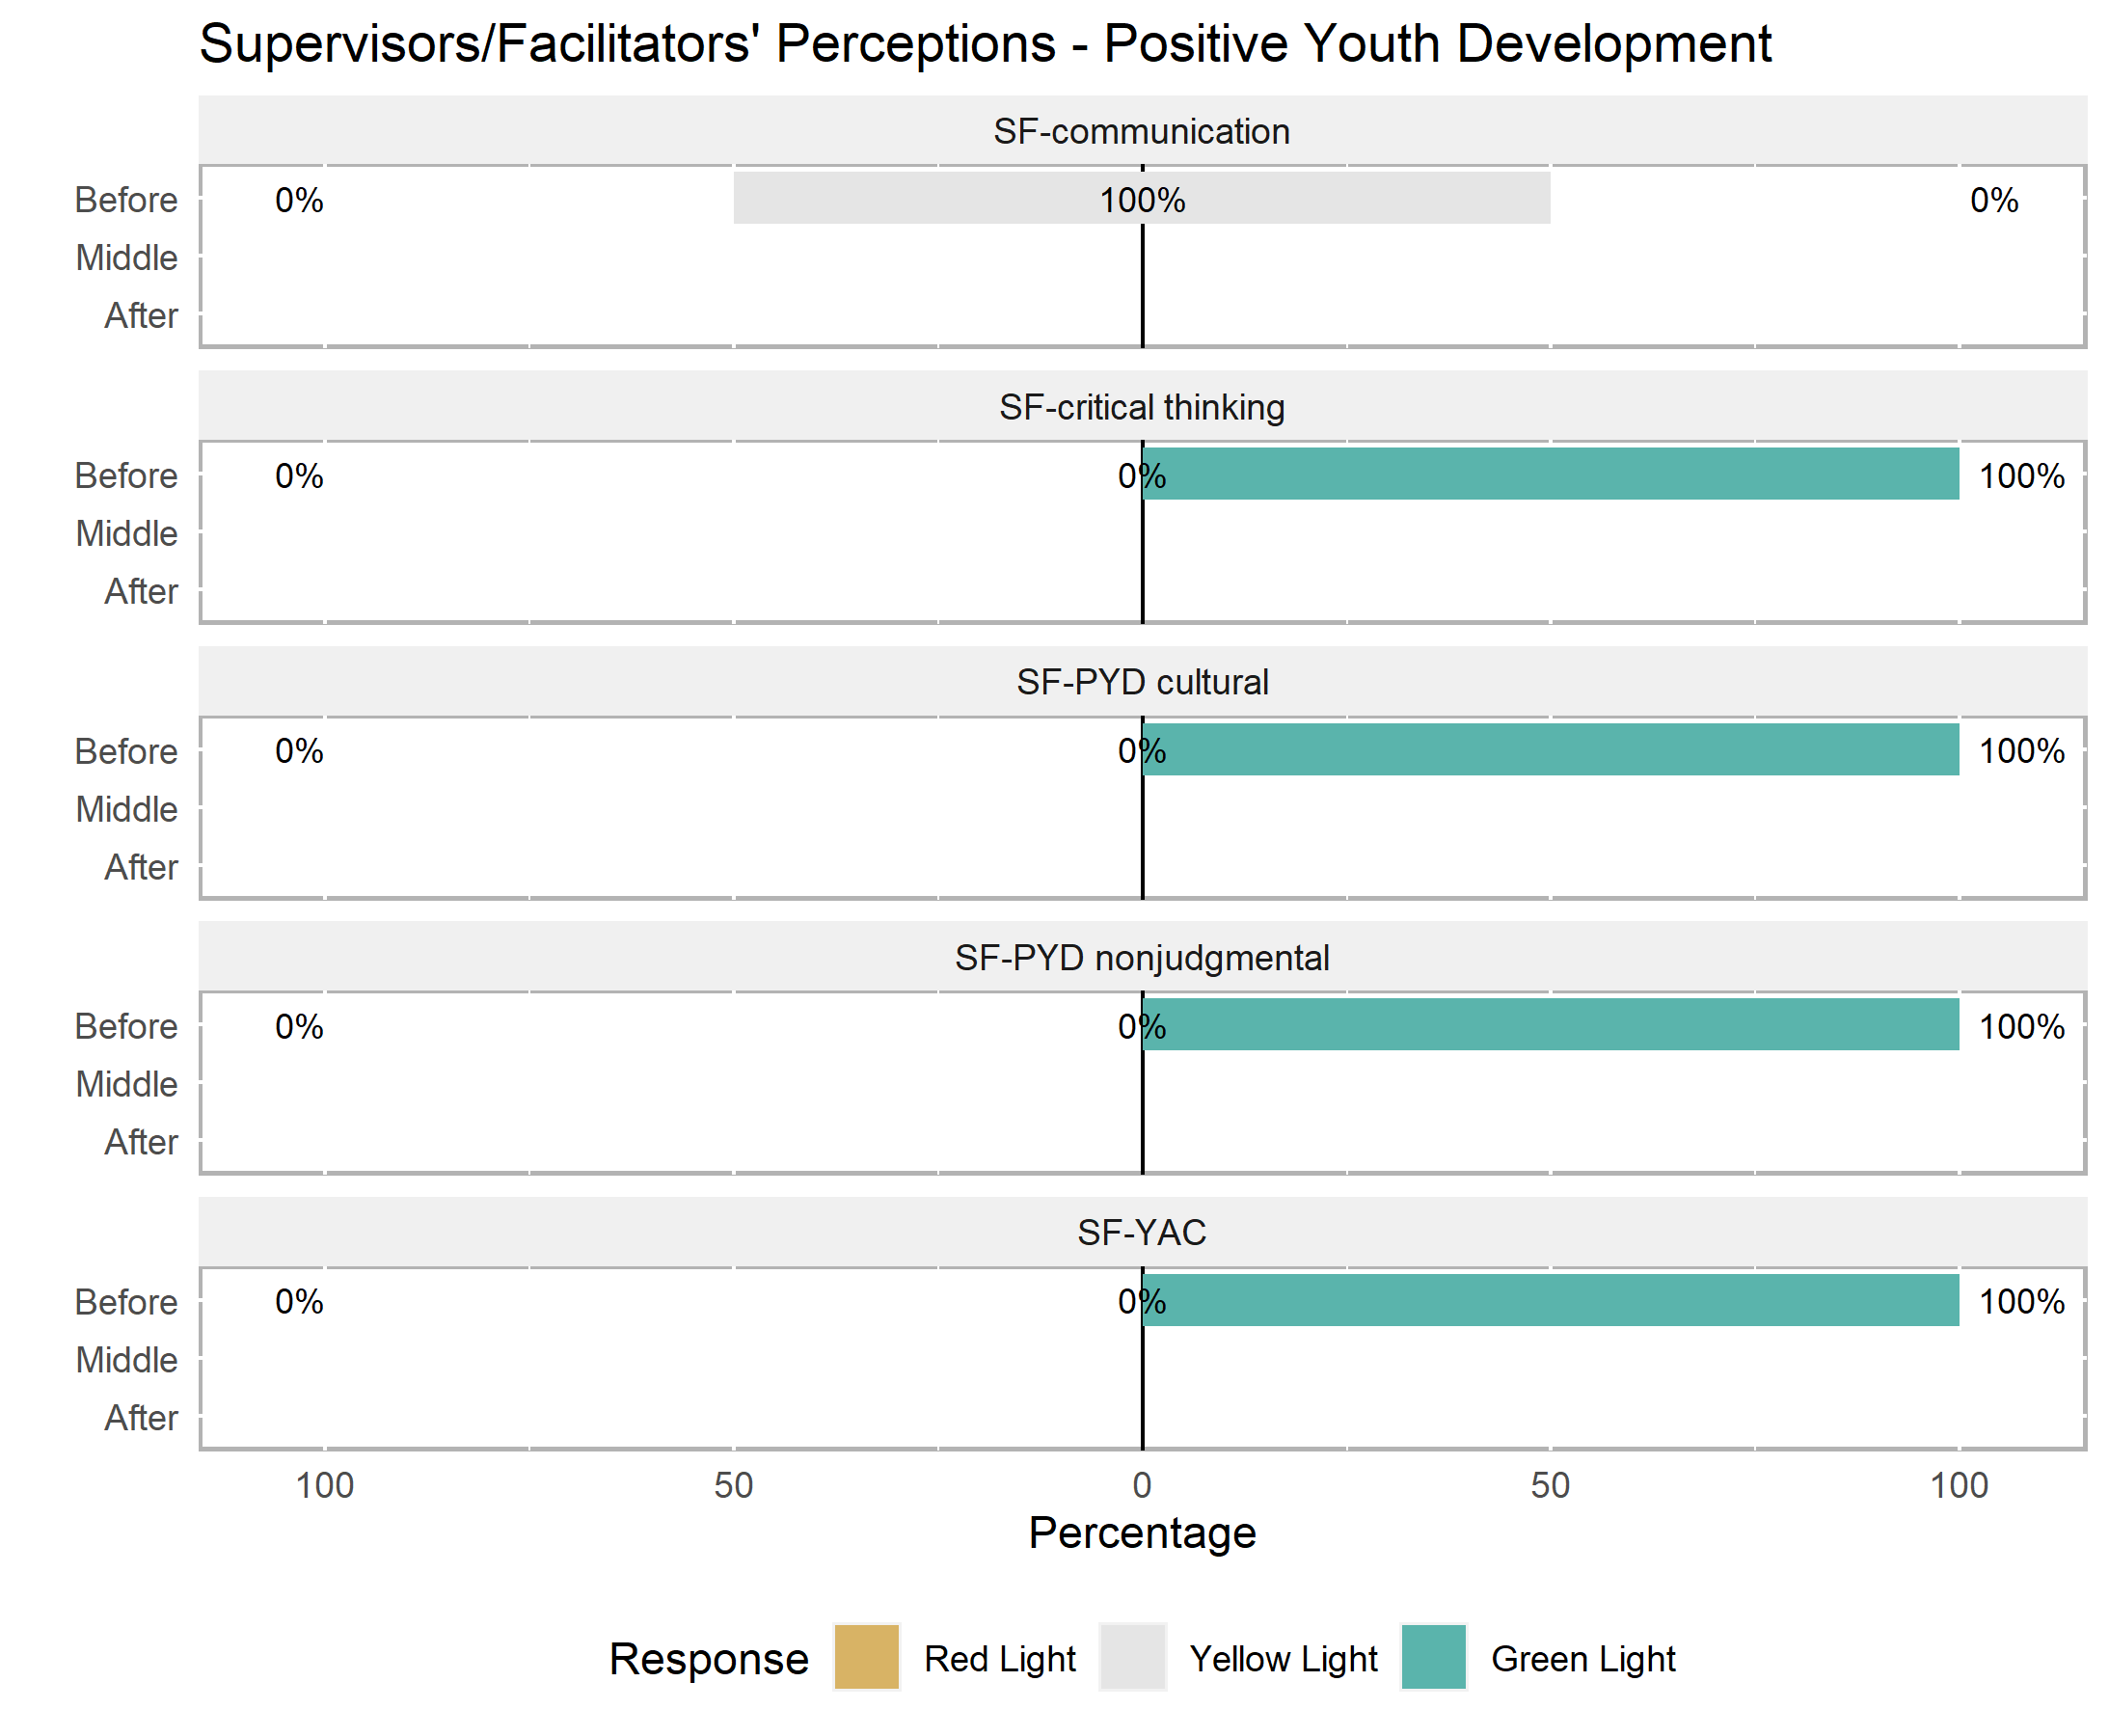 Supervisors/Facilitators' Perceptions - Positive Youth Development
SF-communication
Before 0% 100% 0%
Middle
After
SF-critical thinking
Before 0% 0% 100%
Middle
After
SF-PYD cultural
Before 0% 0% 100%
Middle
After
SF-PYD nonjudgmental
Before 0% 0% 100%
Middle
After
SF-YAC
Before 0% 0% 100%
Middle
After
100 50 0 50 100
Percentage
Response Red Light Yellow Light Green Light